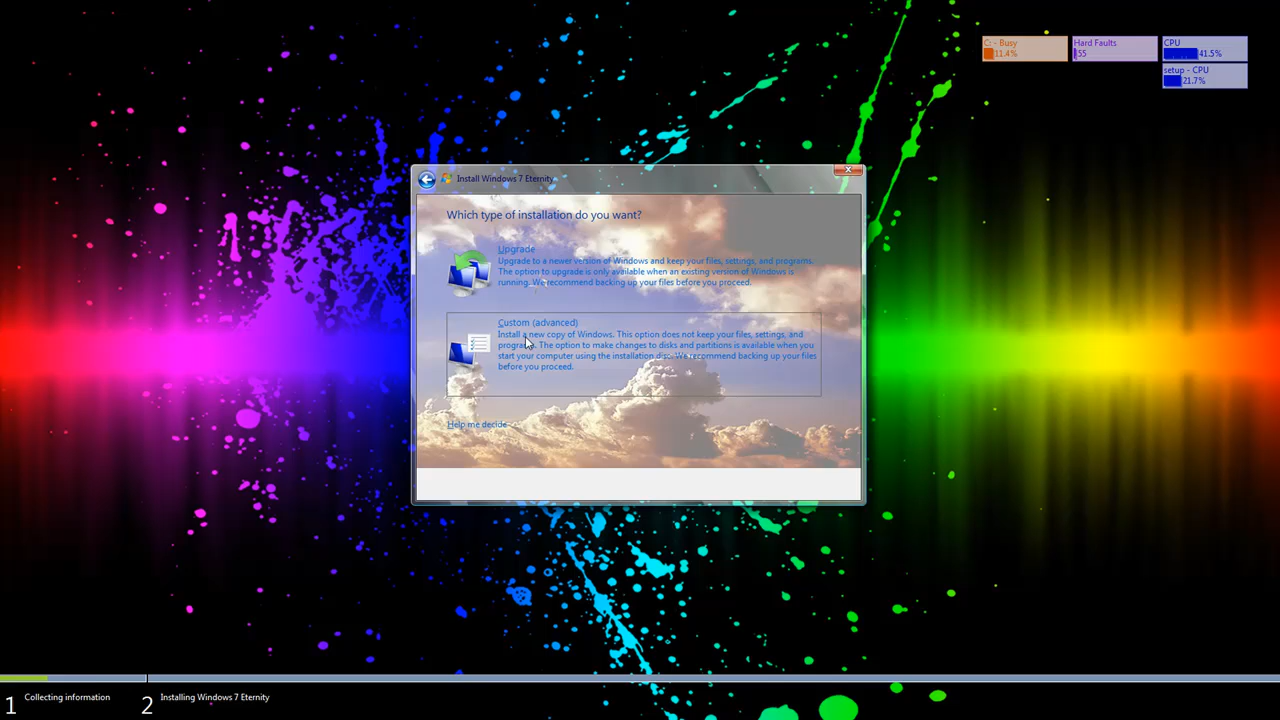 C: - Busy
11.4%
Hard Faults
55
CPU
41.5%
setup - CPU
21.7%
Install Windows 7 Eternity
Which type of installation do you want?
Upgrade
Upgrade to a newer version of Windows and keep your files, settings, and programs.
The option to upgrade is only available when an existing version of Windows is
running. We recommend backing up your files before you proceed.
Custom (advanced)
Install a new copy of Windows. This option does not keep your files, settings, and
programs. The option to make changes to disks and partitions is available when you
start your computer using the installation disc. We recommend backing up your files
before you proceed.
Help me decide
1 Collecting information
2 Installing Windows 7 Eternity